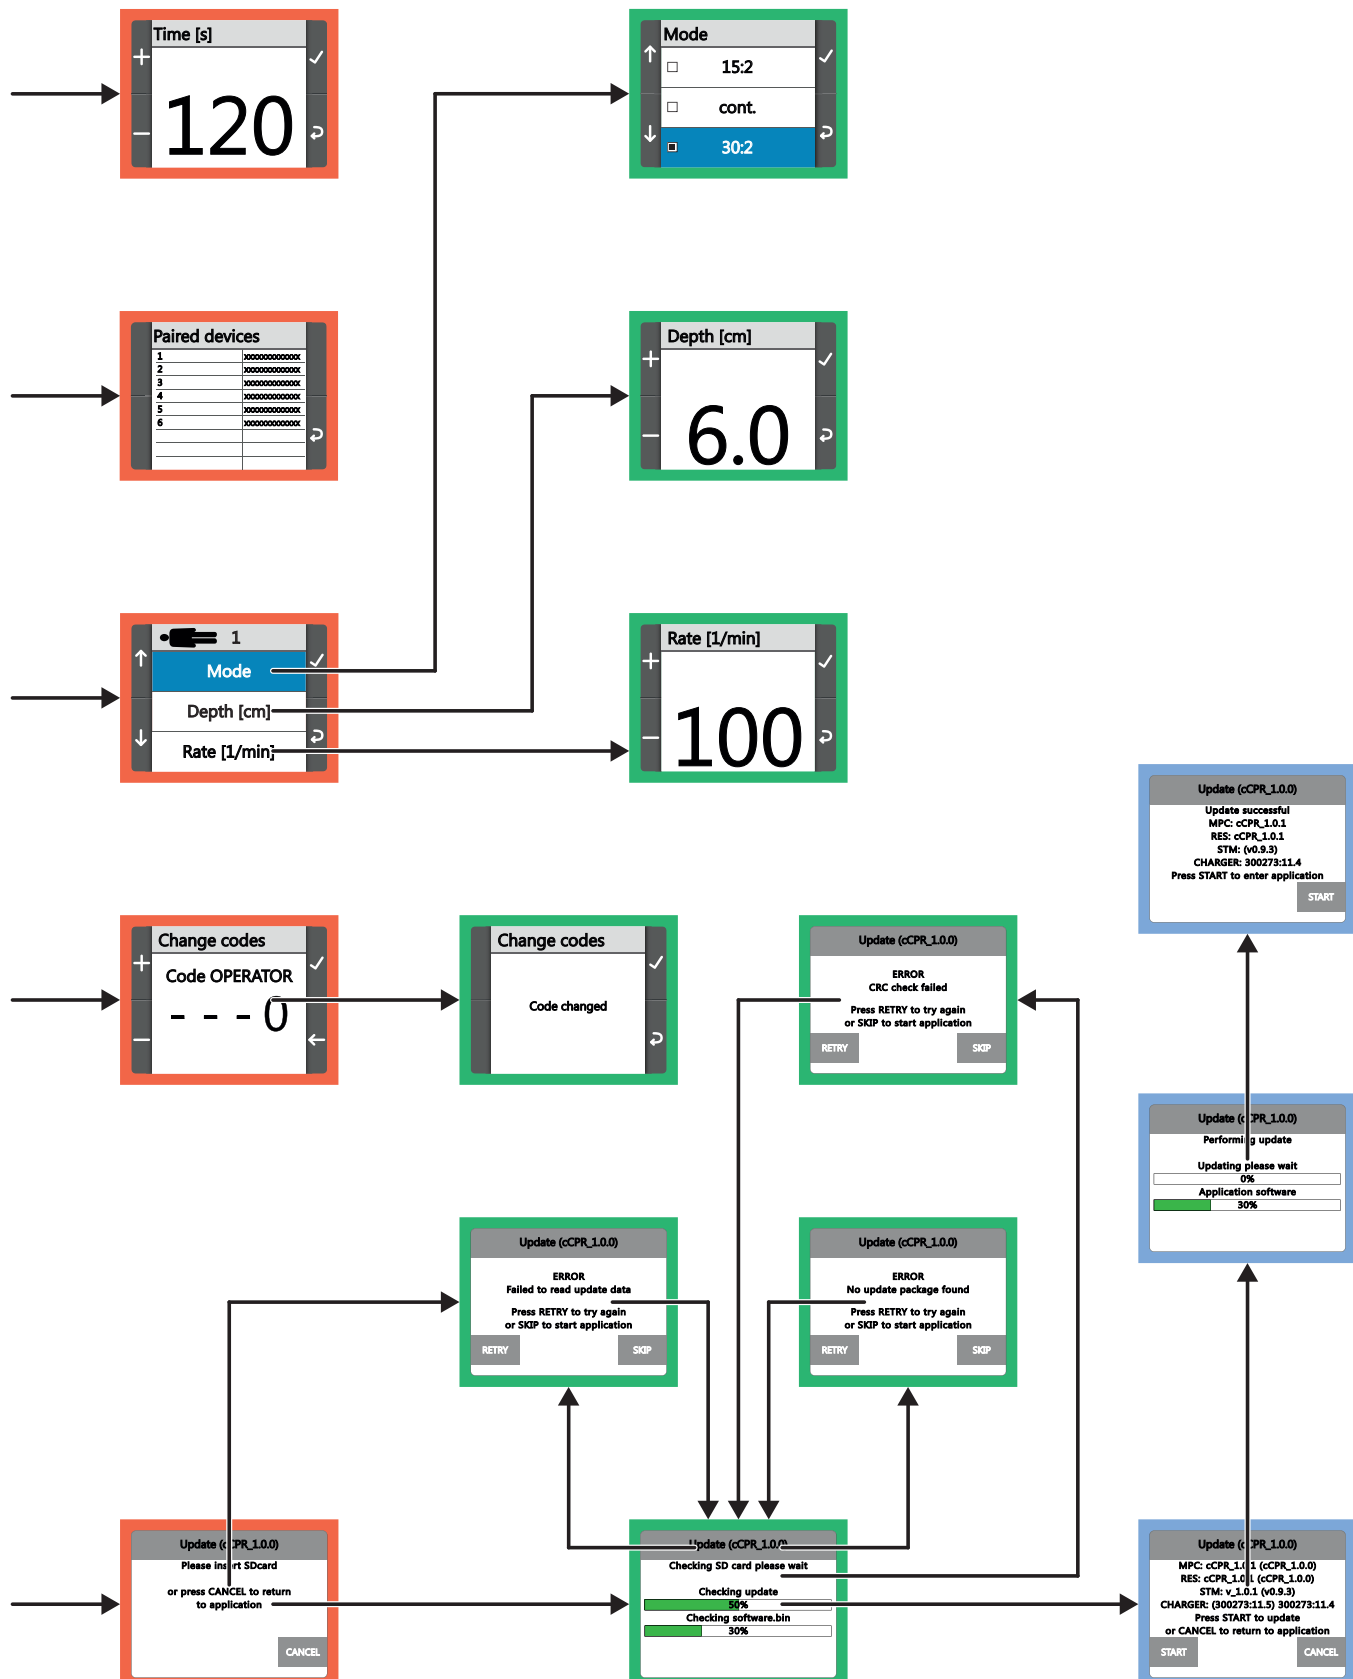 Time [s]
120
Mode
15:2
cont.
30:2
Paired devices
1 xxxxxxxxxxxxx
2 xxxxxxxxxxxxx
3 xxxxxxxxxxxxx
4 xxxxxxxxxxxxx
5 xxxxxxxxxxxxx
6 xxxxxxxxxxxxx
Depth [cm]
6.0
1
Mode
Depth [cm]
Rate [1/min]
Rate [1/min]
100
Update (cCPR_1.0.0)
Update successful
MPC: cCPR_1.0.1
RES: cCPR_1.0.1
STM: (v0.9.3)
CHARGER: 300273:11.4
Press START to enter application
START
Change codes
Code OPERATOR
- - - 0
Change codes
Code changed
Update (cCPR_1.0.0)
ERROR
CRC check failed
Press RETRY to try again
or SKIP to start application
RETRY SKIP
Update (cCPR_1.0.0)
Performing update
Updating please wait
0%
Application software
30%
Update (cCPR_1.0.0)
ERROR
Failed to read update data
Press RETRY to try again
or SKIP to start application
RETRY SKIP
Update (cCPR_1.0.0)
ERROR
No update package found
Press RETRY to try again
or SKIP to start application
RETRY SKIP
Update (cCPR_1.0.0)
Please insert SDcard
or press CANCEL to return
to application
CANCEL
Update (cCPR_1.0.0)
Checking SD card please wait
Checking update
50%
Checking software.bin
30%
Update (cCPR_1.0.0)
MPC: cCPR_1.0.1 (cCPR_1.0.0)
RES: cCPR_1.0.1 (cCPR_1.0.0)
STM: v_1.0.1 (v0.9.3)
CHARGER: (300273:11.5) 300273:11.4
Press START to update
or CANCEL to return to application
START CANCEL